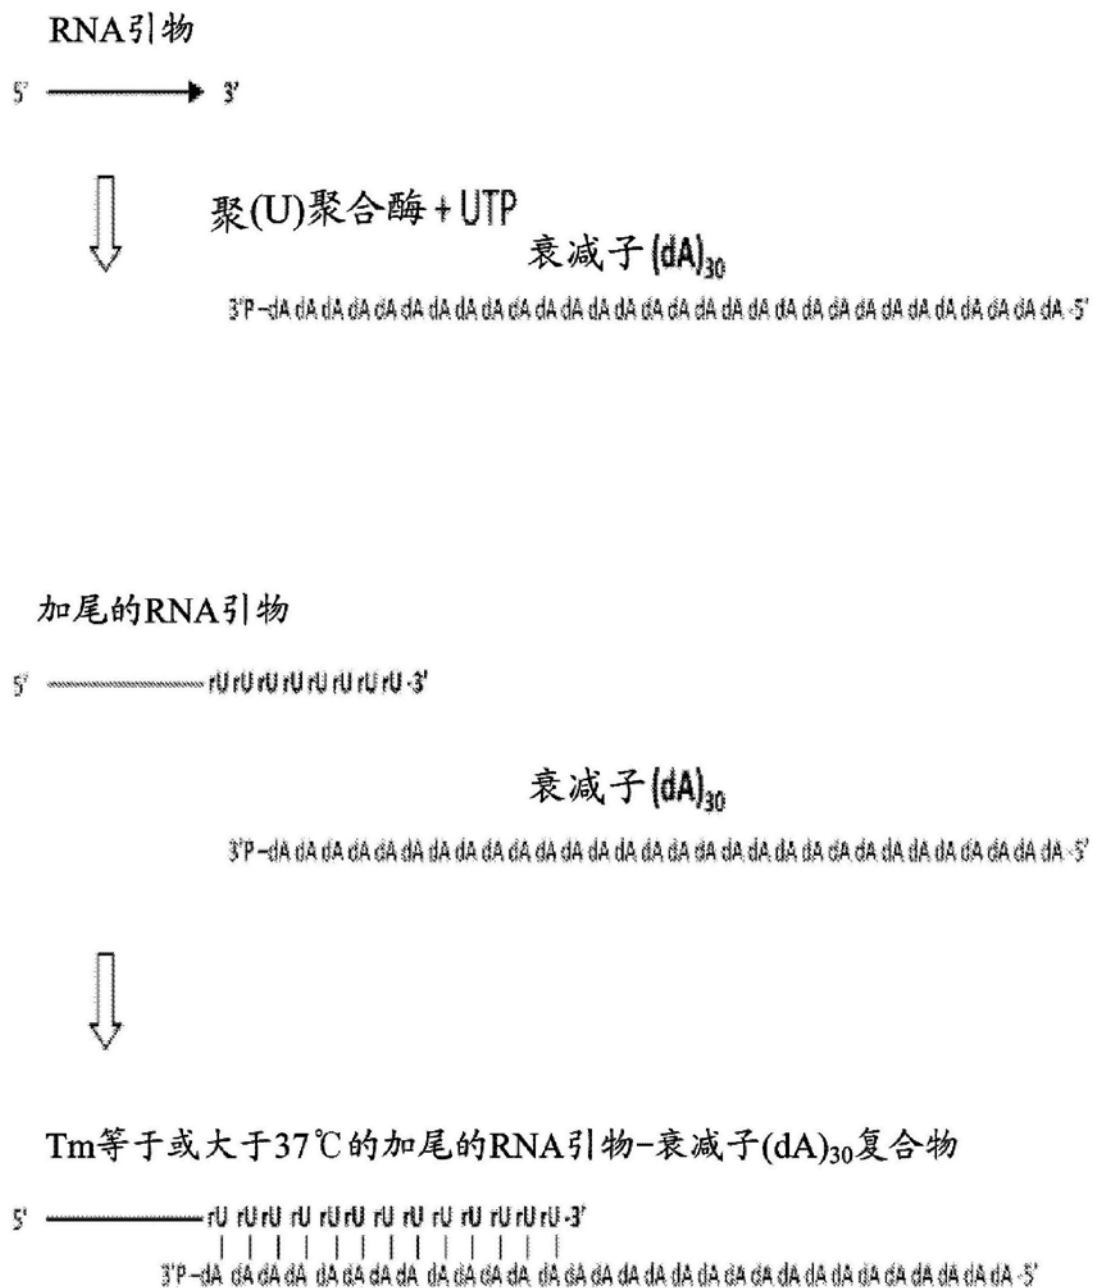 RNA引物
5' 3'
聚(U)聚合酶 + UTP
衰减子 (dA)30
3'P-dA dA dA dA dA dA dA dA dA dA dA dA dA dA dA dA dA dA dA dA dA dA dA dA dA dA dA dA dA dA-5'
加尾的RNA引物
5' rU rU rU rU rU rU rU rU-3'
衰减子 (dA)30
3'P-dA dA dA dA dA dA dA dA dA dA dA dA dA dA dA dA dA dA dA dA dA dA dA dA dA dA dA dA dA dA-5'
Tm等于或大于37℃的加尾的RNA引物-衰减子(dA)30复合物
5' rU rU rU rU rU rU rU rU rU rU rU rU rU-3'
3'P-dA dA dA dA dA dA dA dA dA dA dA dA dA dA dA dA dA dA dA dA dA dA dA dA dA dA dA dA dA dA-5'